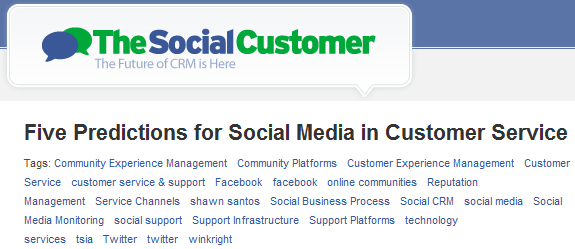 The Social Customer
The Future of CRM is Here
Five Predictions for Social Media in Customer Service
Tags: Community Experience Management Community Platforms Customer Experience Management Customer
Service customer service & support Facebook facebook online communities Reputation
Management Service Channels shawn santos Social Business Process Social CRM social media Social
Media Monitoring social support Support Infrastructure Support Platforms technology
services tsia Twitter twitter winkright